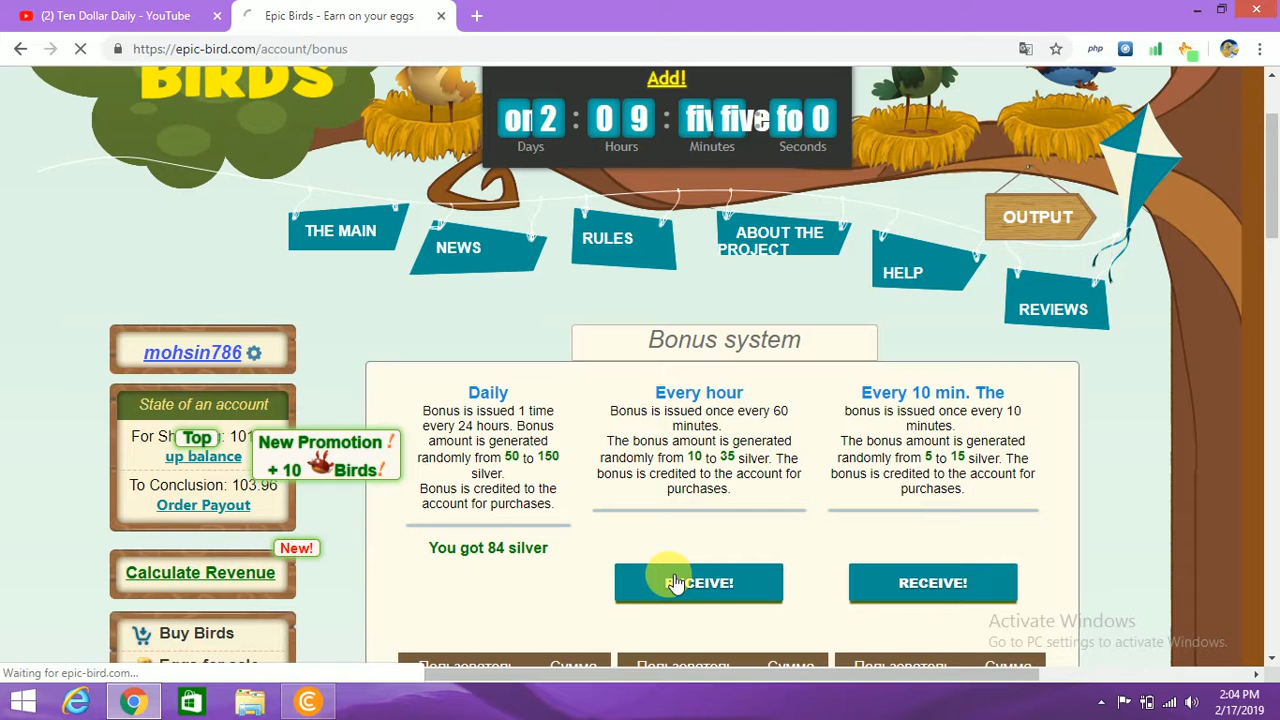 (2) Ten Dollar Daily - YouTube
Epic Birds - Earn on your eggs
https://epic-bird.com/account/bonus
php
BIRDS
Add!
2 : 09 : five : 0
Days Hours Minutes Seconds
THE MAIN
NEWS
RULES
ABOUT THE
PROJECT
HELP
OUTPUT
REVIEWS
mohsin786
State of an account
Top
up balance
To Conclusion: 103.96
Order Payout
New Promotion!
+ 10 Birds!
New!
Calculate Revenue
Buy Birds
Bonus system
Daily
Bonus is issued 1 time
every 24 hours. Bonus
amount is generated
randomly from 50 to 150
silver.
Bonus is credited to the
account for purchases.
You got 84 silver
Every hour
Bonus is issued once every 60
minutes.
The bonus amount is generated
randomly from 10 to 35 silver. The
bonus is credited to the account for
purchases.
RECEIVE!
Every 10 min. The
bonus is issued once every 10
minutes.
The bonus amount is generated
randomly from 5 to 15 silver. The
bonus is credited to the account for
purchases.
RECEIVE!
Пользователь Сумма
Пользователь Сумма
Пользователь Сумма
Activate Windows
Go to PC settings to activate Windows.
Waiting for epic-bird.com...
2:04 PM
2/17/2019